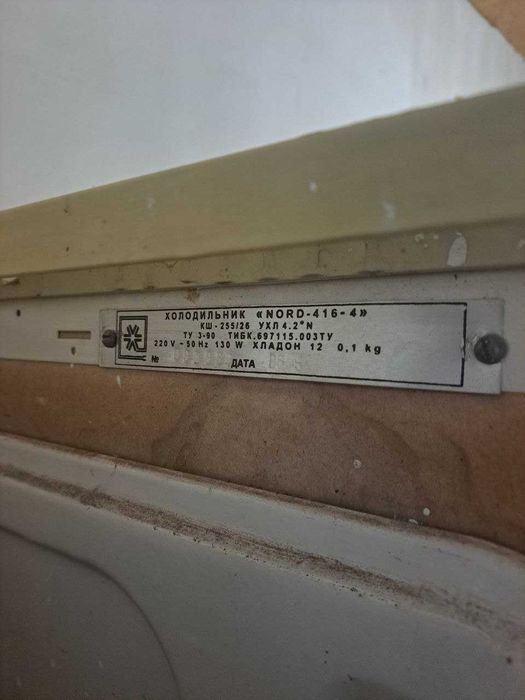 ХОЛОДИЛЬНИК «NORD-416-4»
КШ-255/26 УХЛ 4.2°N
ТУ 3-90 ТИБК.697115.003ТУ
220 V ~ 50 Hz 130 W ХЛАДОН 12 0,1 kg
№ ДАТА